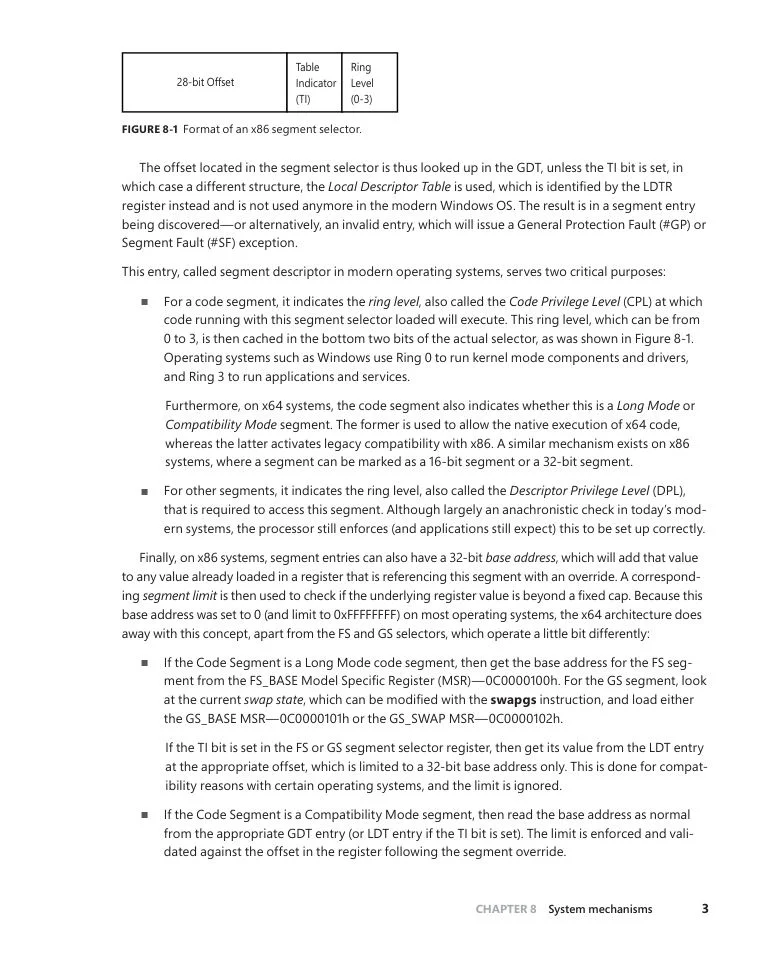 28-bit Offset
Table
Indicator
(TI)
Ring
Level
(0-3)
FIGURE 8-1 Format of an x86 segment selector.
The offset located in the segment selector is thus looked up in the GDT, unless the TI bit is set, in
which case a different structure, the Local Descriptor Table is used, which is identified by the LDTR
register instead and is not used anymore in the modern Windows OS. The result is in a segment entry
being discovered—or alternatively, an invalid entry, which will issue a General Protection Fault (#GP) or
Segment Fault (#SF) exception.
This entry, called segment descriptor in modern operating systems, serves two critical purposes:
■ For a code segment, it indicates the ring level, also called the Code Privilege Level (CPL) at which
code running with this segment selector loaded will execute. This ring level, which can be from
0 to 3, is then cached in the bottom two bits of the actual selector, as was shown in Figure 8-1.
Operating systems such as Windows use Ring 0 to run kernel mode components and drivers,
and Ring 3 to run applications and services.
Furthermore, on x64 systems, the code segment also indicates whether this is a Long Mode or
Compatibility Mode segment. The former is used to allow the native execution of x64 code,
whereas the latter activates legacy compatibility with x86. A similar mechanism exists on x86
systems, where a segment can be marked as a 16-bit segment or a 32-bit segment.
■ For other segments, it indicates the ring level, also called the Descriptor Privilege Level (DPL),
that is required to access this segment. Although largely an anachronistic check in today's mod-
ern systems, the processor still enforces (and applications still expect) this to be set up correctly.
Finally, on x86 systems, segment entries can also have a 32-bit base address, which will add that value
to any value already loaded in a register that is referencing this segment with an override. A correspond-
ing segment limit is then used to check if the underlying register value is beyond a fixed cap. Because this
base address was set to 0 (and limit to 0xFFFFFFFF) on most operating systems, the x64 architecture does
away with this concept, apart from the FS and GS selectors, which operate a little bit differently:
■ If the Code Segment is a Long Mode code segment, then get the base address for the FS seg-
ment from the FS_BASE Model Specific Register (MSR)—0C0000100h. For the GS segment, look
at the current swap state, which can be modified with the swapgs instruction, and load either
the GS_BASE MSR—0C0000101h or the GS_SWAP MSR—0C0000102h.
If the TI bit is set in the FS or GS segment selector register, then get its value from the LDT entry
at the appropriate offset, which is limited to a 32-bit base address only. This is done for compat-
ibility reasons with certain operating systems, and the limit is ignored.
■ If the Code Segment is a Compatibility Mode segment, then read the base address as normal
from the appropriate GDT entry (or LDT entry if the TI bit is set). The limit is enforced and vali-
dated against the offset in the register following the segment override.
CHAPTER 8 System mechanisms 3